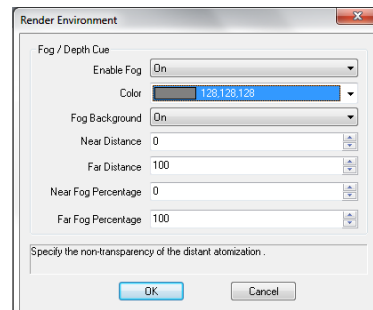 Render Environment
Fog / Depth Cue
Enable Fog On
Color 128,128,128
Fog Background On
Near Distance 0
Far Distance 100
Near Fog Percentage 0
Far Fog Percentage 100
Specify the non-transparency of the distant atomization .
OK Cancel